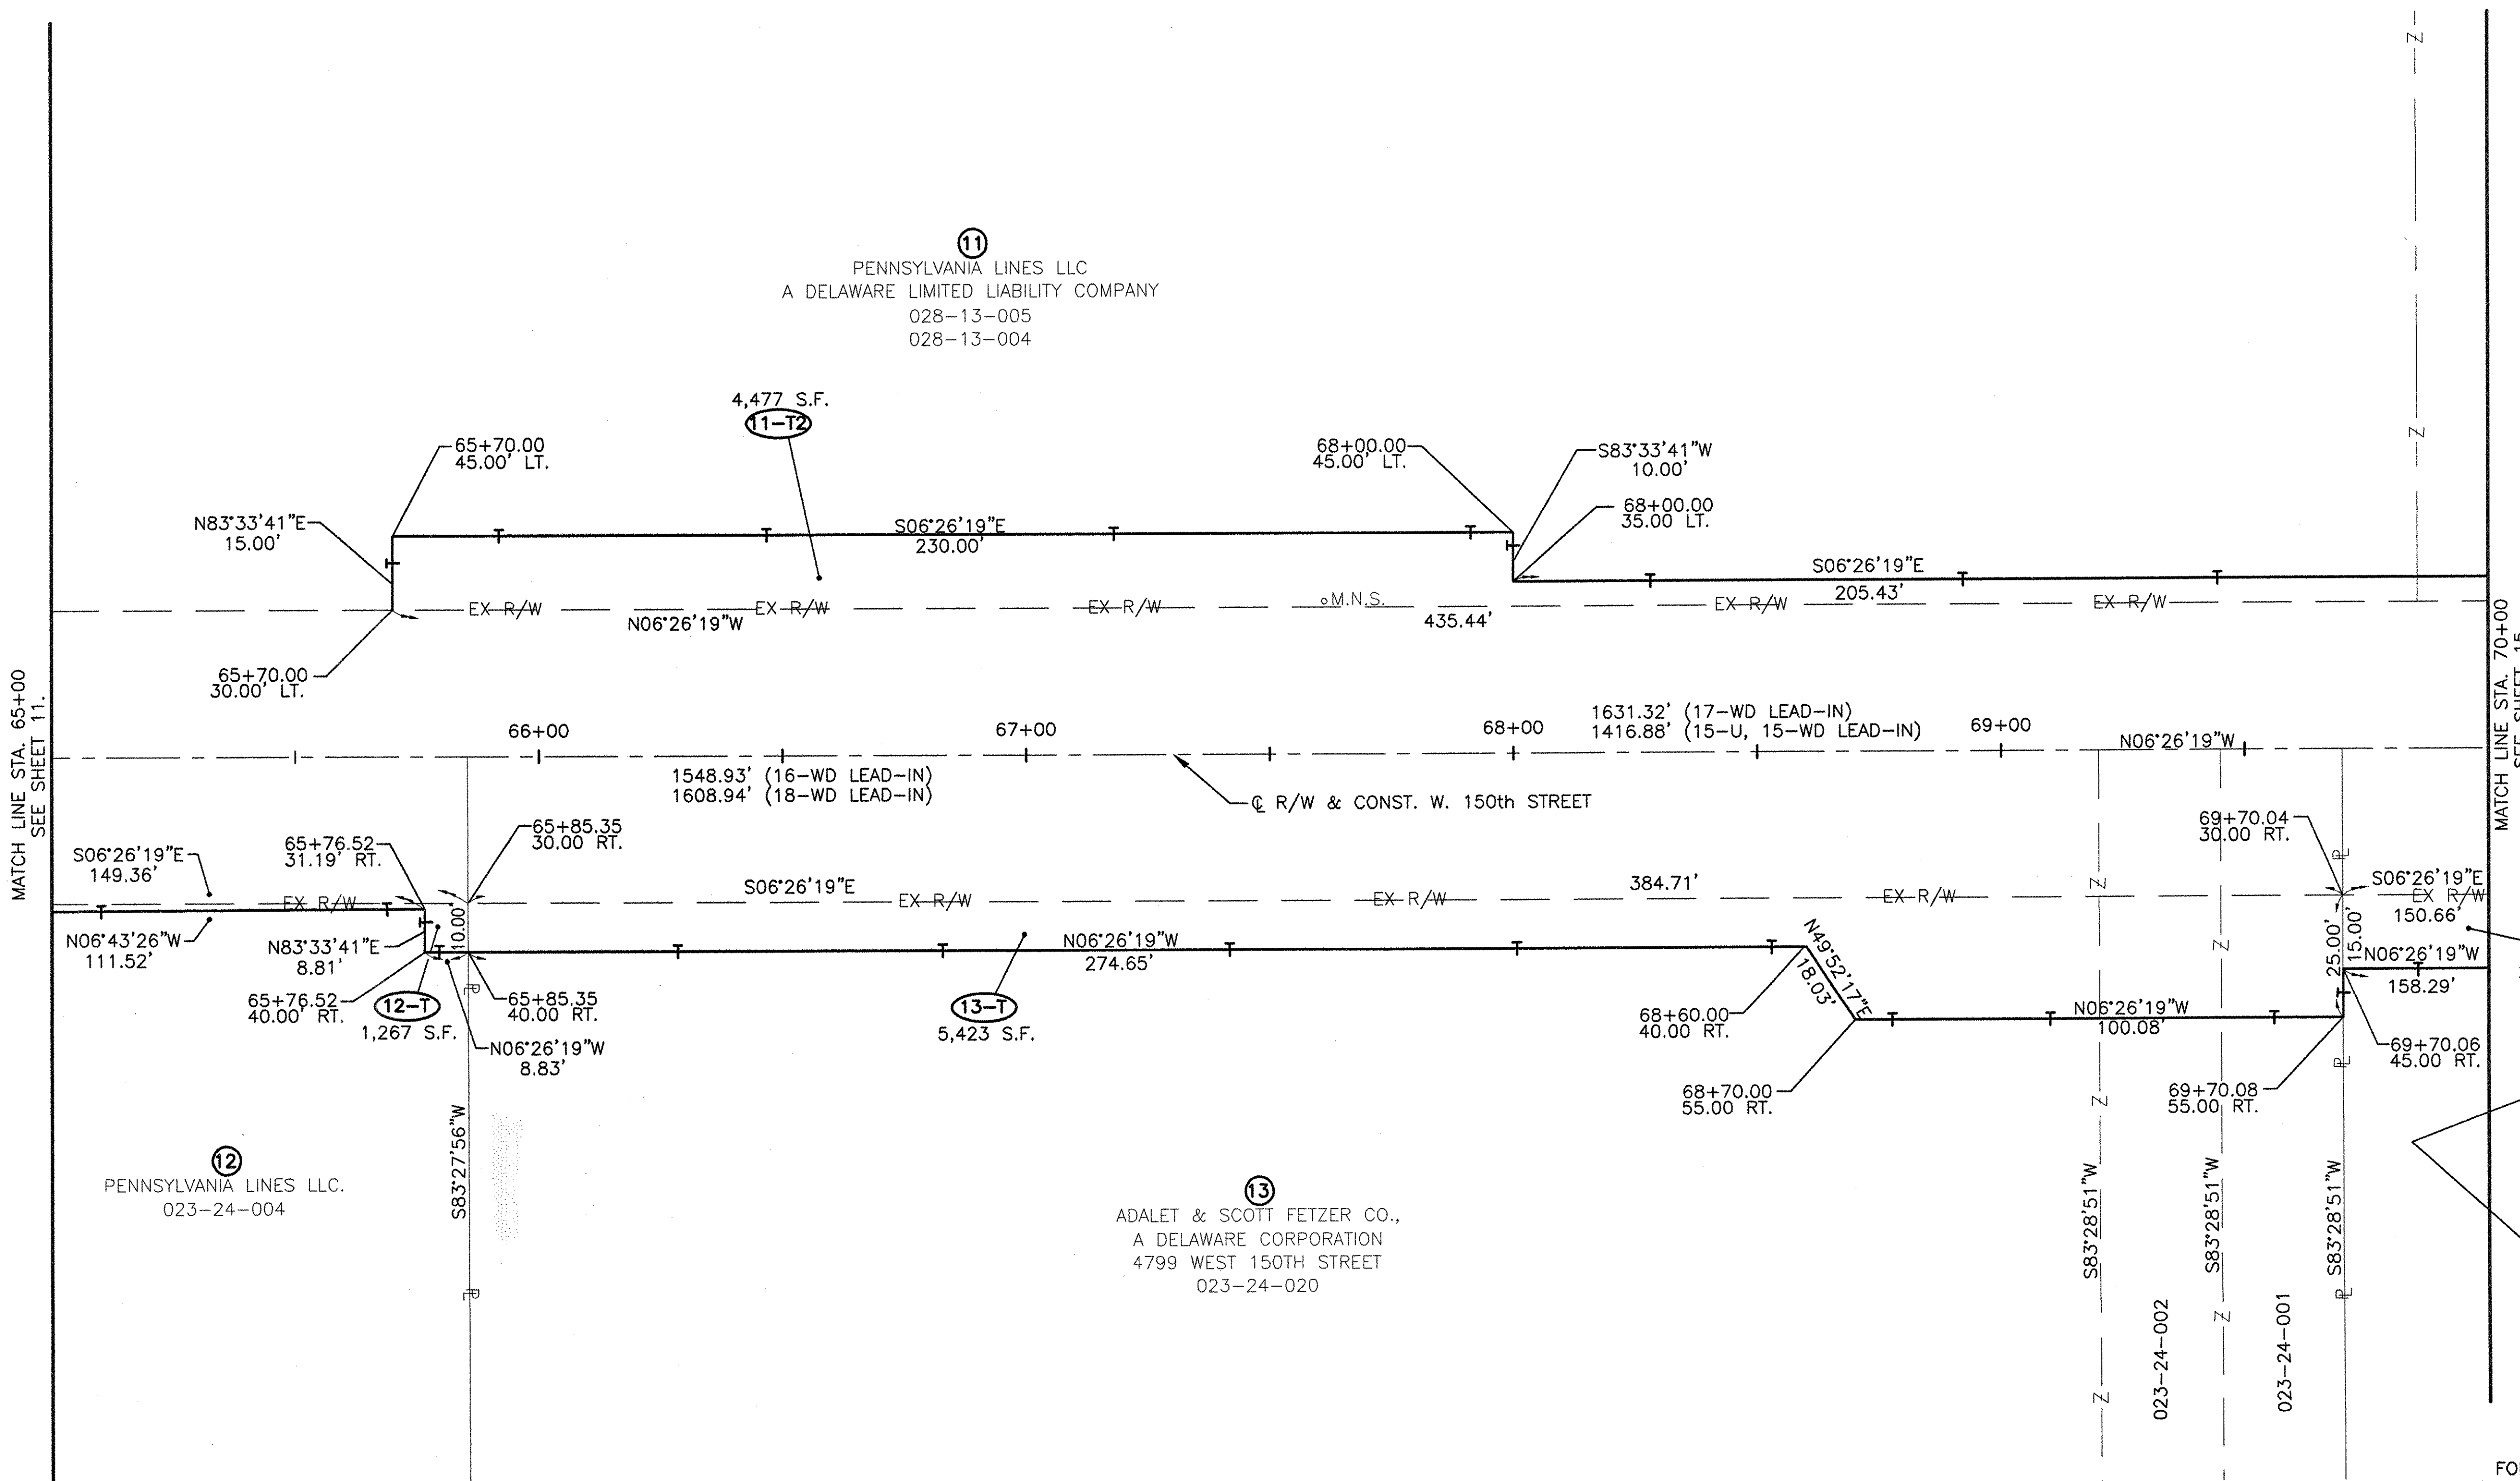 Z
11
PENNSYLVANIA LINES LLC
A DELAWARE LIMITED LIABILITY COMPANY
028-13-005
028-13-004
4,477 S.F.
11-T2
Z
65+70.00
45.00' LT.
68+00.00
45.00' LT.
S83°33'41"W
10.00'
68+00.00
35.00 LT.
N83°33'41"E
15.00'
S06°26'19"E
230.00'
S06°26'19"E
205.43'
EX R/W
EX R/W
EX R/W
M.N.S.
EX R/W
EX R/W
N06°26'19"W
435.44'
65+70.00
30.00' LT.
MATCH LINE STA. 65+00
SEE SHEET 11.
MATCH LINE STA. 70+00
SEE SHEET 15
66+00
67+00
68+00
69+00
1631.32' (17-WD LEAD-IN)
1416.88' (15-U, 15-WD LEAD-IN)
N06°26'19"W
1548.93' (16-WD LEAD-IN)
1608.94' (18-WD LEAD-IN)
℄ R/W & CONST. W. 150th STREET
S06°26'19"E
149.36'
65+76.52
31.19' RT.
65+85.35
30.00 RT.
69+70.04
30.00 RT.
PL
Z
EX R/W
S06°26'19"E
EX R/W
EX R/W
384.71'
EX R/W
S06°26'19"E
EX R/W
150.66'
N06°43'26"W
111.52'
N83°33'41"E
8.81'
10.00'
N06°26'19"W
274.65'
N49°52'17"E
18.03'
Z
25.00'
15.00'
N06°26'19"W
158.29'
65+76.52
40.00' RT.
12-T
1,267 S.F.
PL
65+85.35
40.00 RT.
N06°26'19"W
8.83'
13-T
5,423 S.F.
68+60.00
40.00 RT.
N06°26'19"W
100.08'
69+70.06
45.00 RT.
68+70.00
55.00 RT.
69+70.08
55.00 RT.
Z
PL
12
PENNSYLVANIA LINES LLC.
023-24-004
S83°27'56"W
PL
13
ADALET & SCOTT FETZER CO.,
A DELAWARE CORPORATION
4799 WEST 150TH STREET
023-24-020
S83°28'51"W
S83°28'51"W
S83°28'51"W
PL
Z
Z
023-24-002
023-24-001
FO